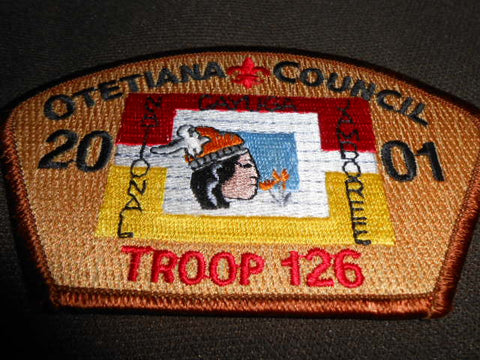 OTETIANA COUNCIL
20 01
CAYUGA
NATIONAL
JAMBOREE
TROOP 126